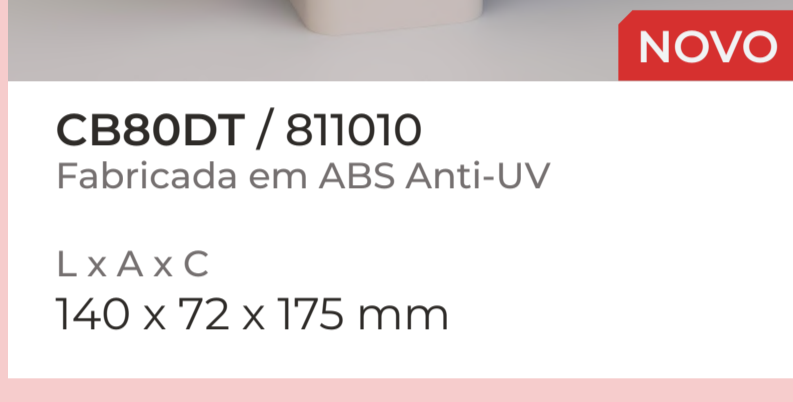 NOVO
CB80DT / 811010
Fabricada em ABS Anti-UV
L x A x C
140 x 72 x 175 mm